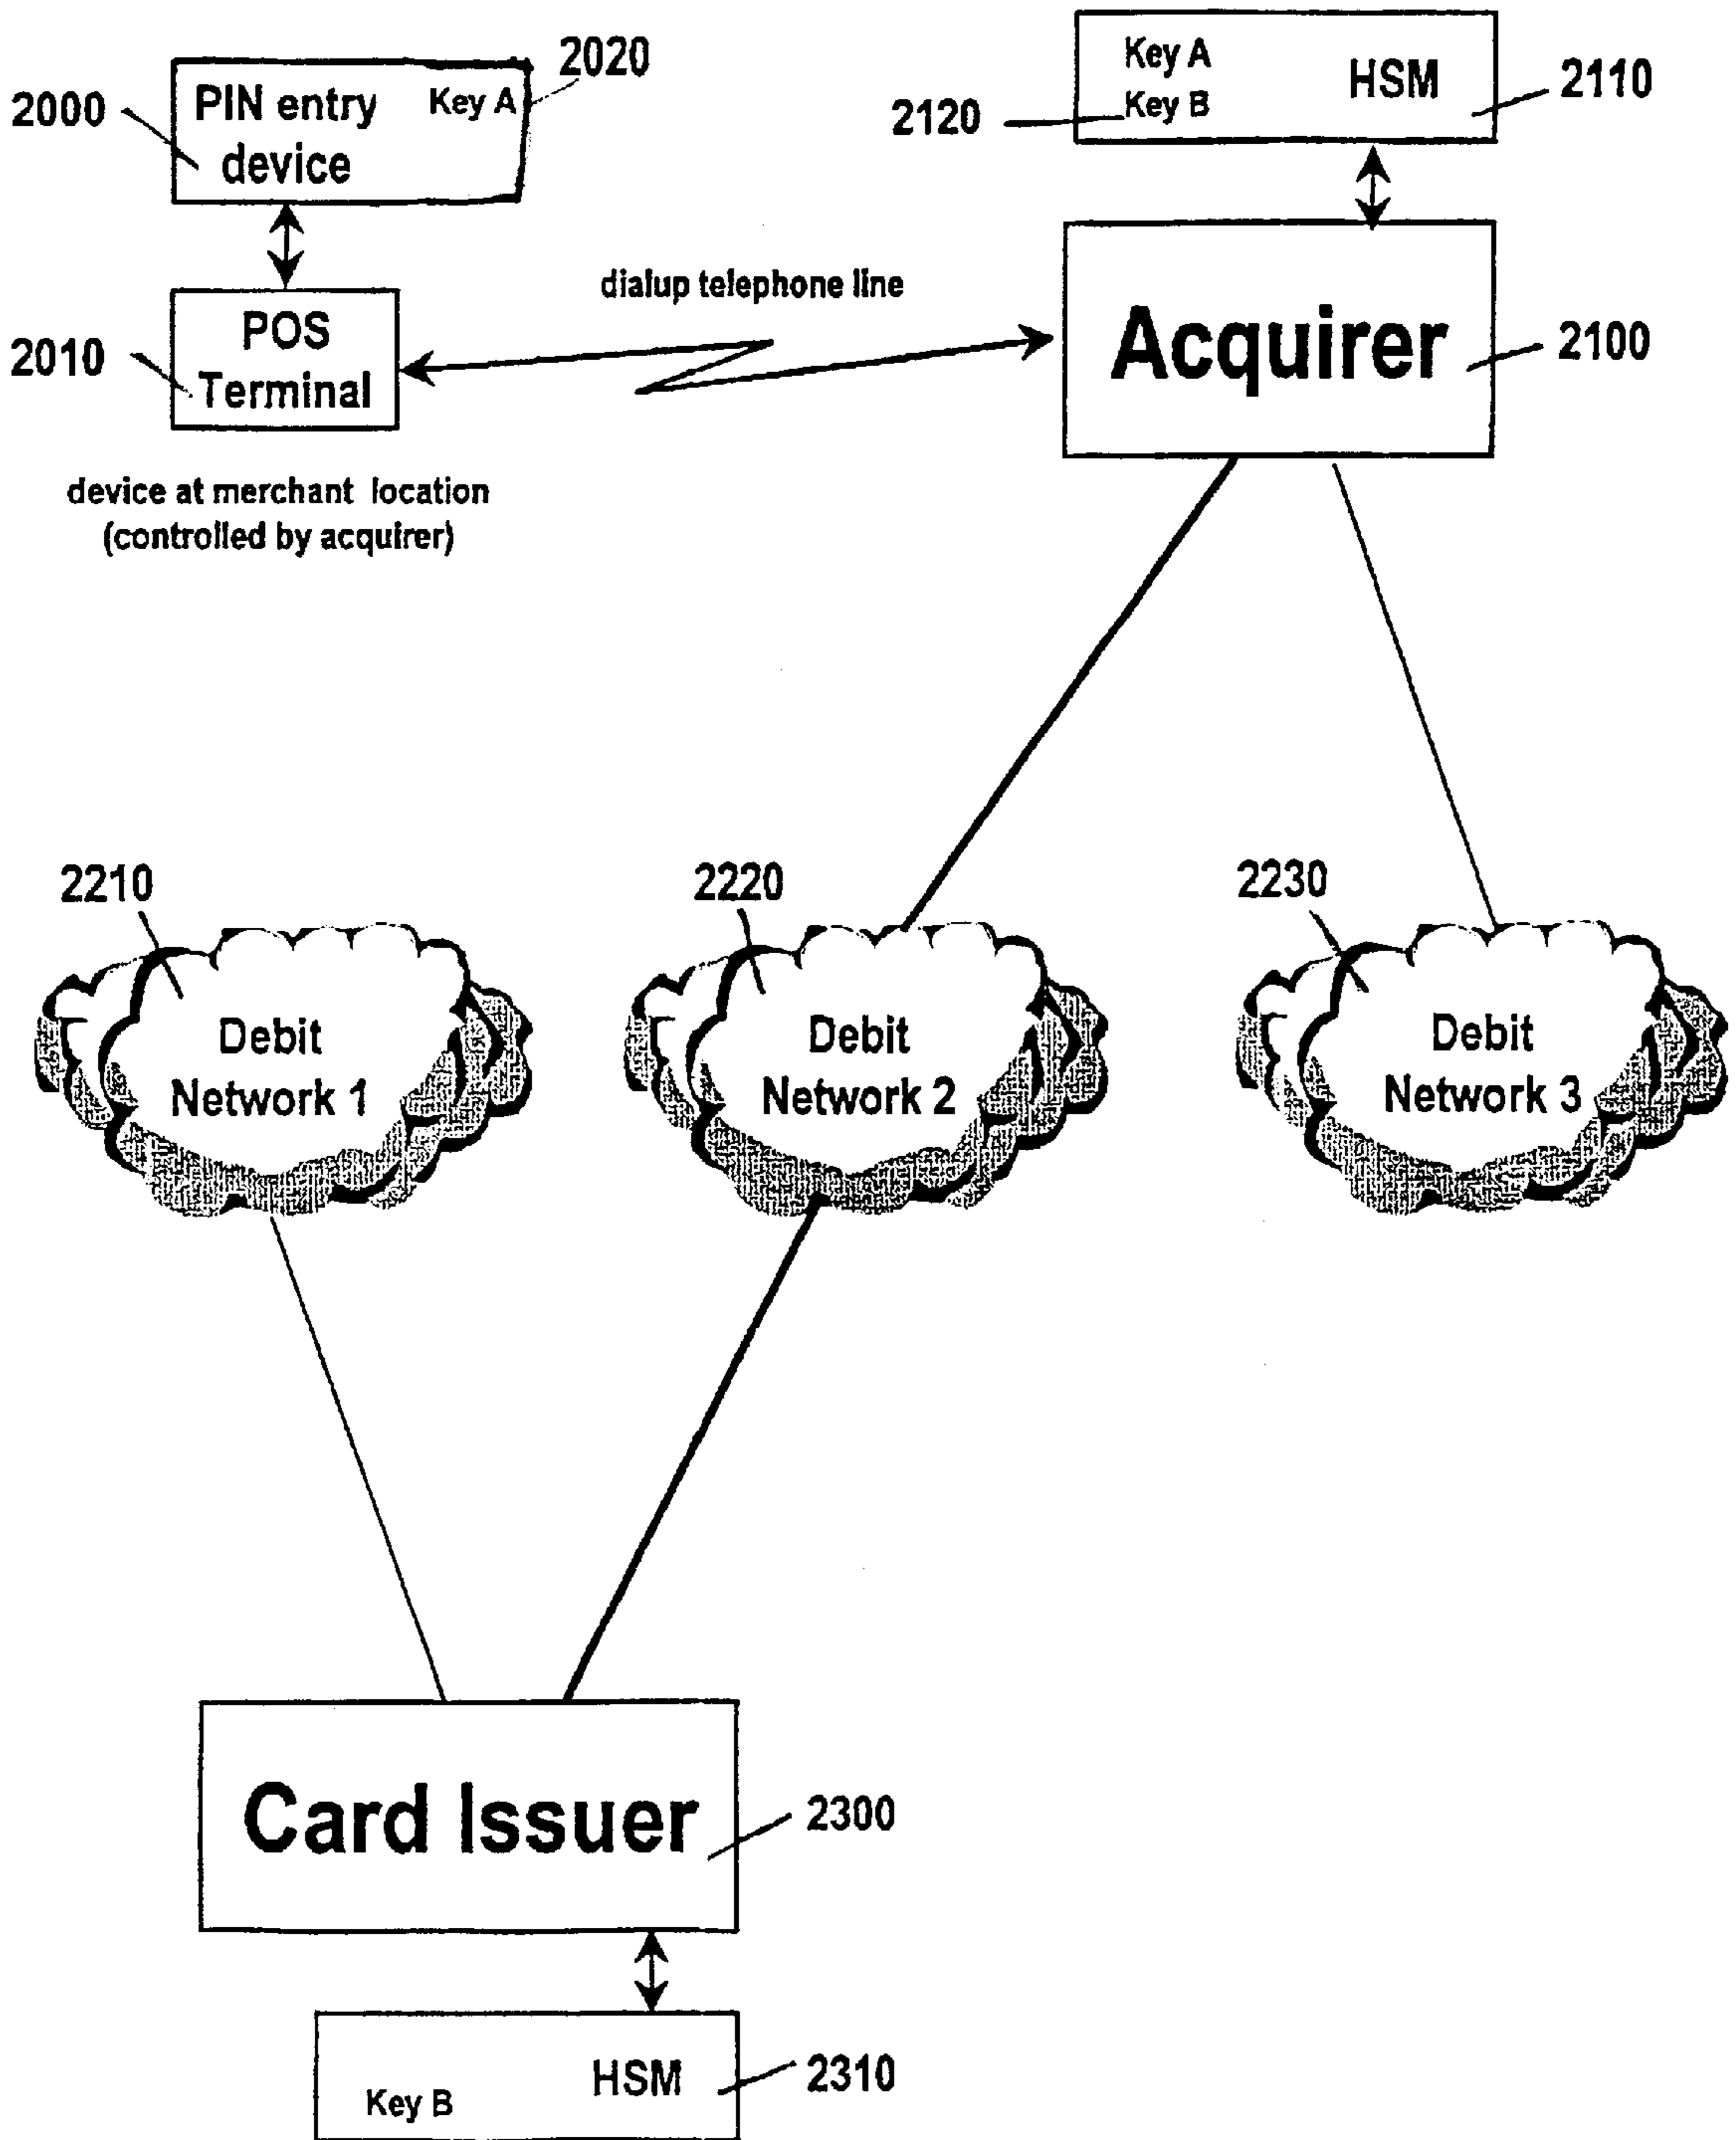 2000
PIN entry
device
Key A
2020
Key A
Key B
HSM
2110
2120
2010
POS
Terminal
dialup telephone line
Acquirer
2100
device at merchant location
(controlled by acquirer)
2210
Debit
Network 1
2220
Debit
Network 2
2230
Debit
Network 3
Card Issuer
2300
Key B
HSM
2310